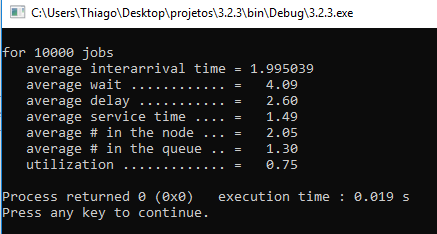 C:\Users\Thiago\Desktop\projetos\3.2.3\bin\Debug\3.2.3.exe
for 10000 jobs
average interarrival time = 1.995039
average wait ............ = 4.09
average delay ........... = 2.60
average service time .... = 1.49
average # in the node ... = 2.05
average # in the queue .. = 1.30
utilization ............. = 0.75
Process returned 0 (0x0) execution time : 0.019 s
Press any key to continue.